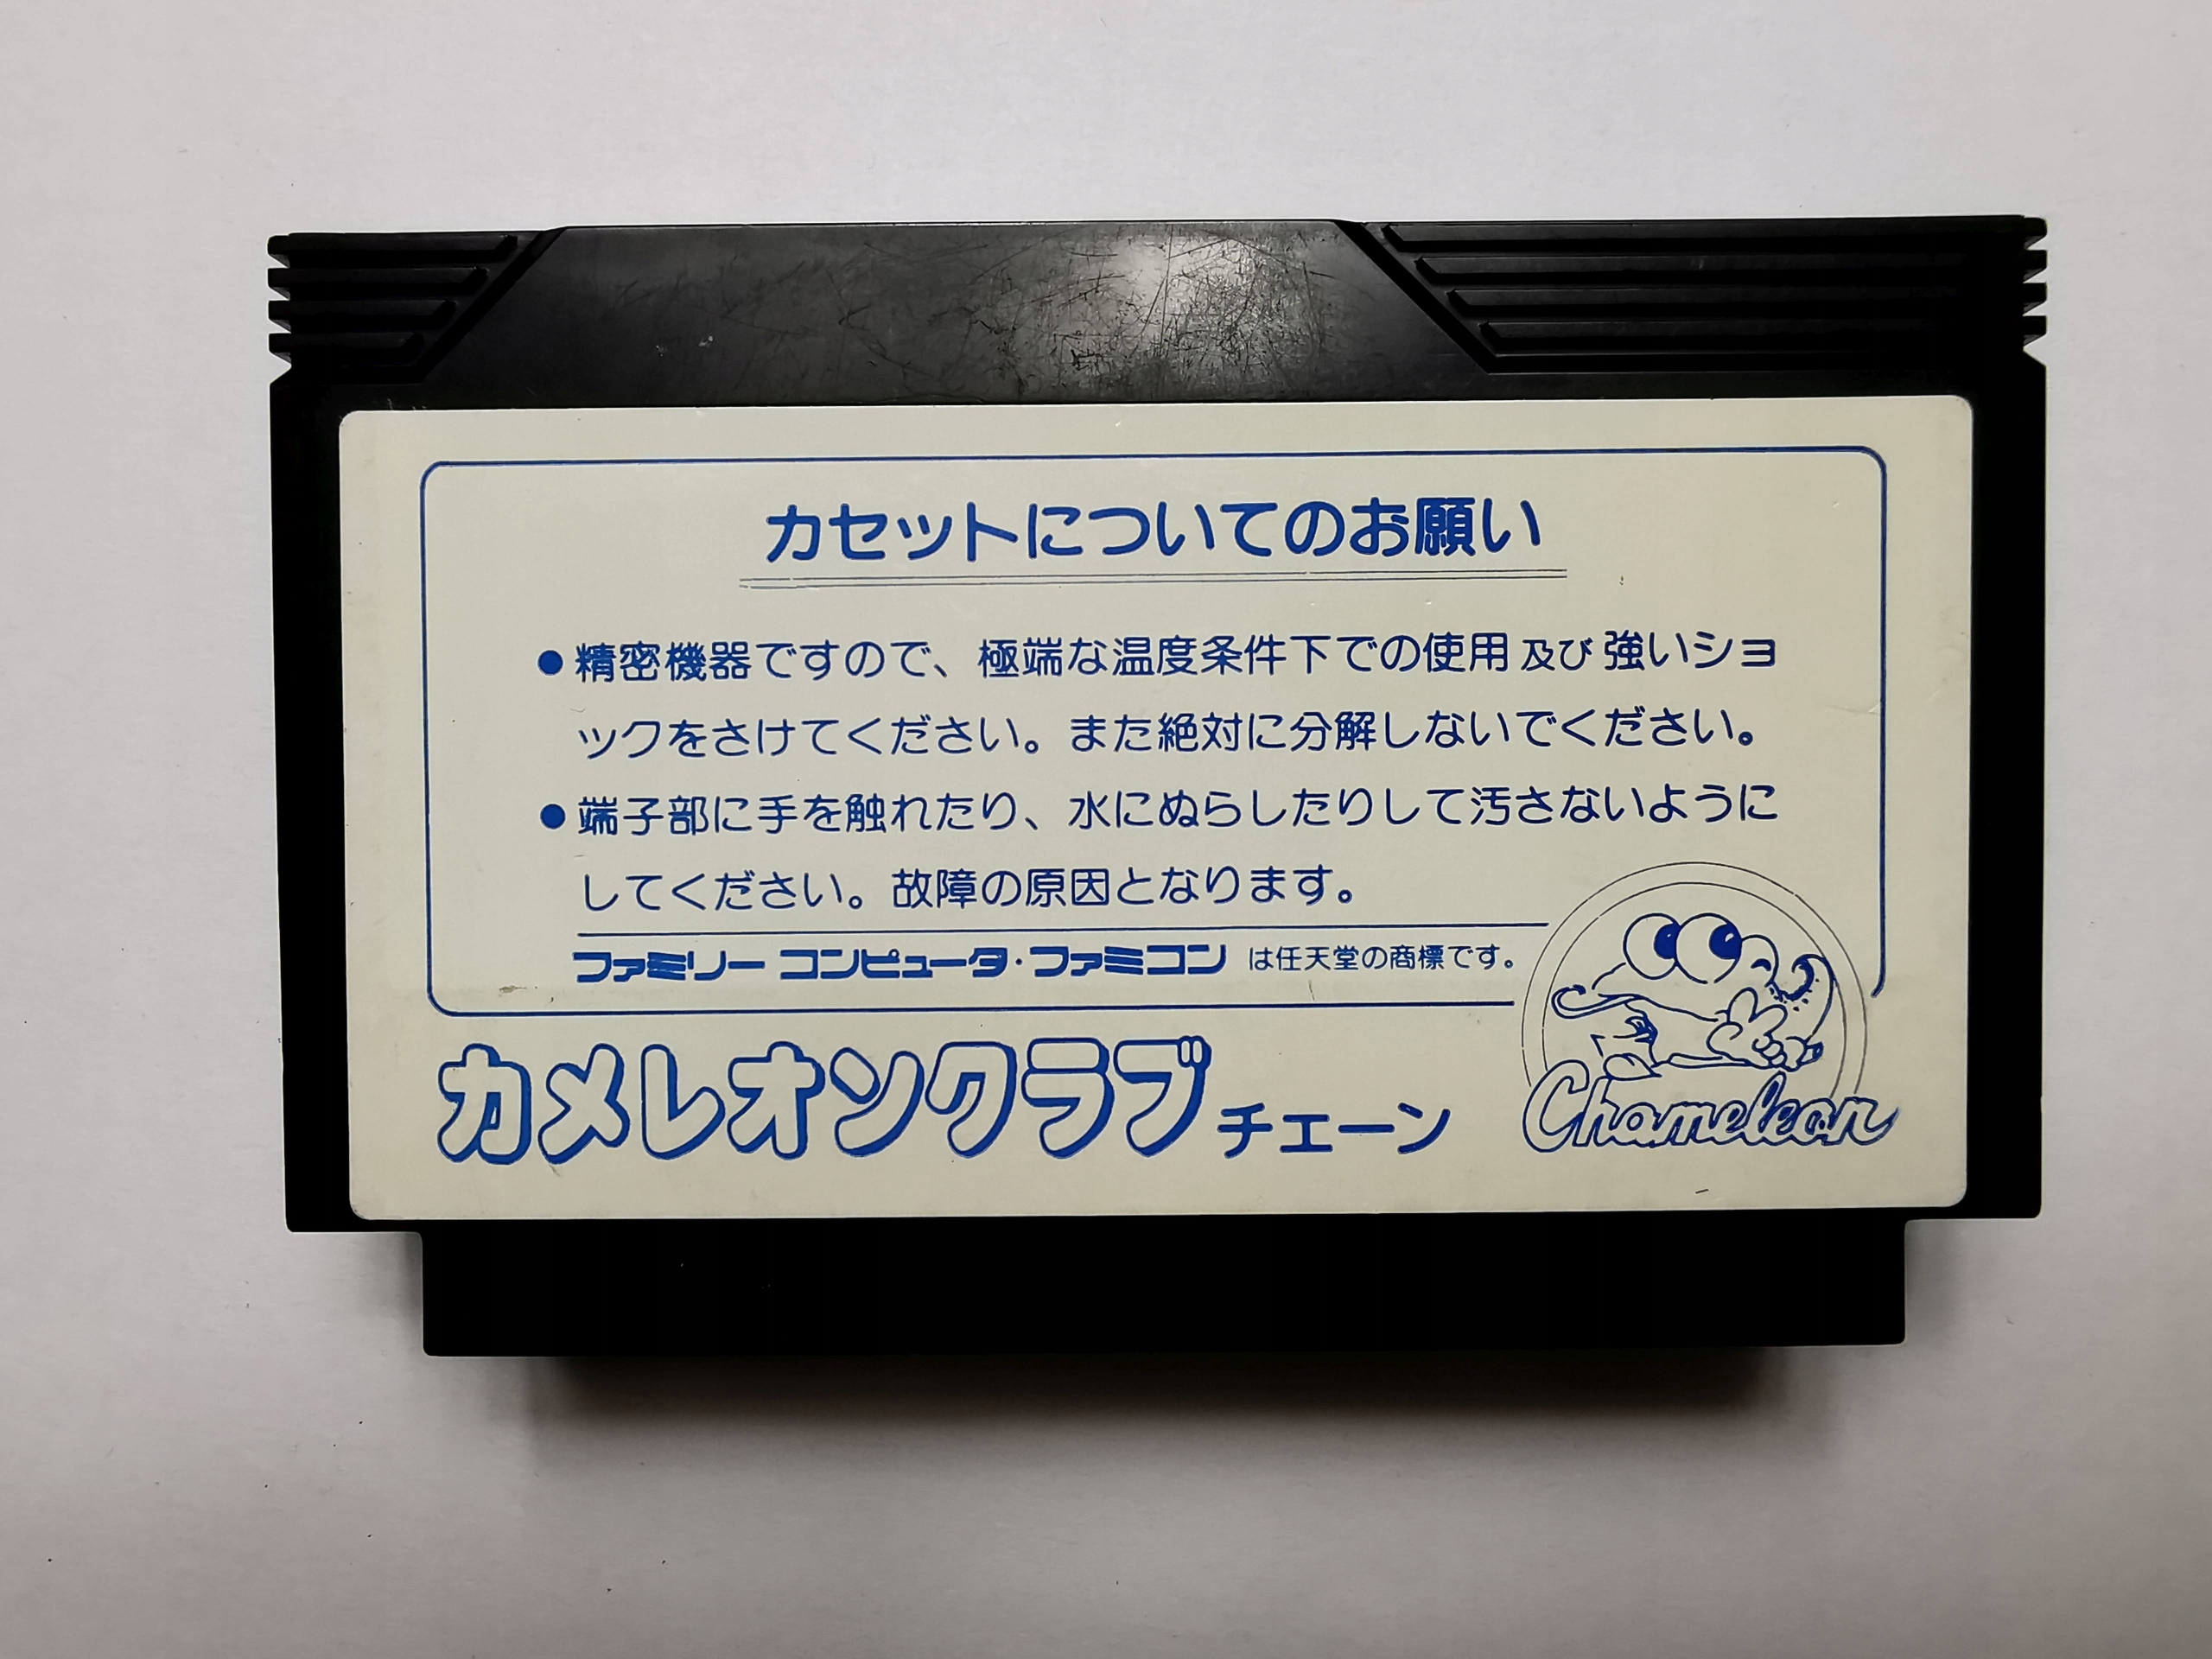 カセットについてのお願い
●精密機器ですので、極端な温度条件下での使用及び強いショ
ックをさけてください。また絶対に分解しないでください。
●端子部に手を触れたり、水にぬらしたりして汚さないように
してください。故障の原因となります。
ファミリー コンピュータ・ファミコン は任天堂の商標です。
カメレオンクラブチエーン
Chameleon